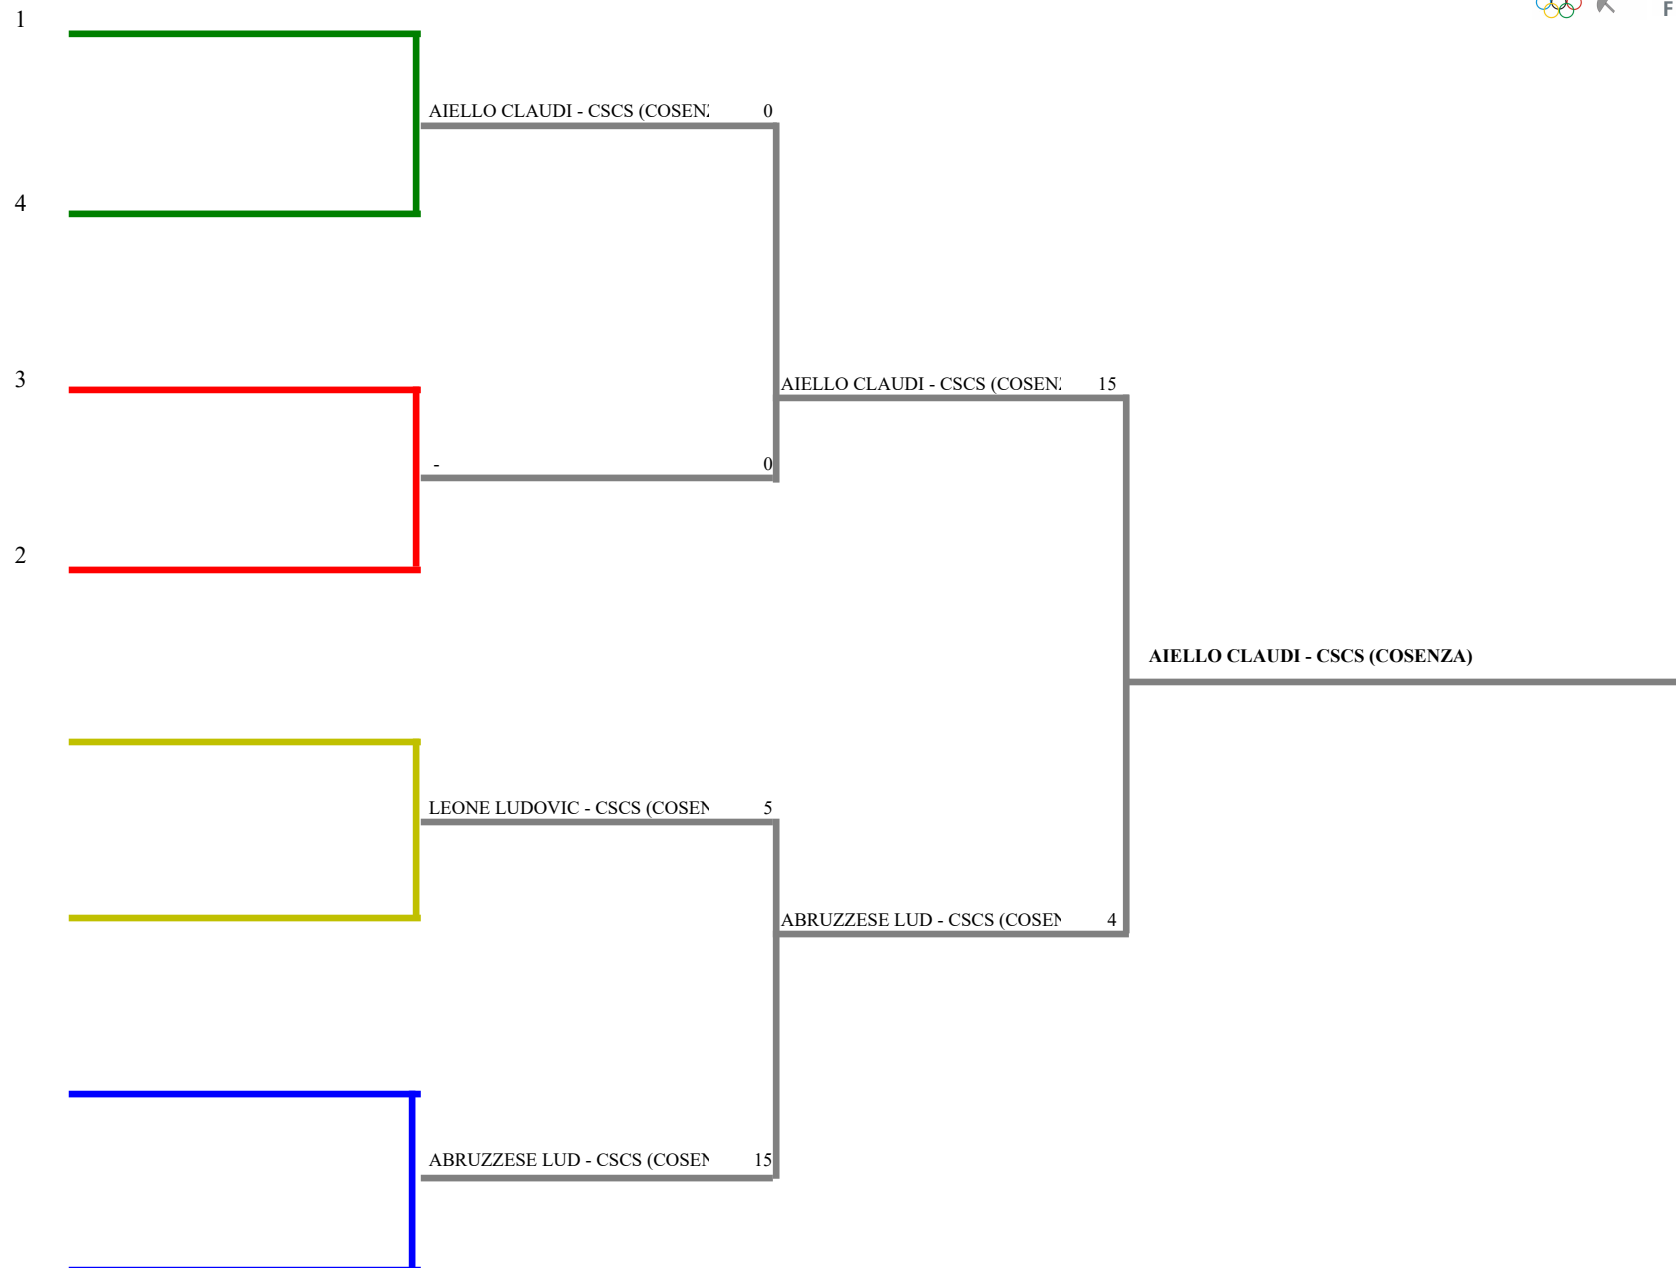 1
AIELLO CLAUDI - CSCS (COSEN 0
4
3
AIELLO CLAUDI - CSCS (COSEN 15
- 0
2
AIELLO CLAUDI - CSCS (COSENZA)
LEONE LUDOVIC - CSCS (COSEN 5
ABRUZZESE LUD - CSCS (COSEN 4
ABRUZZESE LUD - CSCS (COSEN 15
F